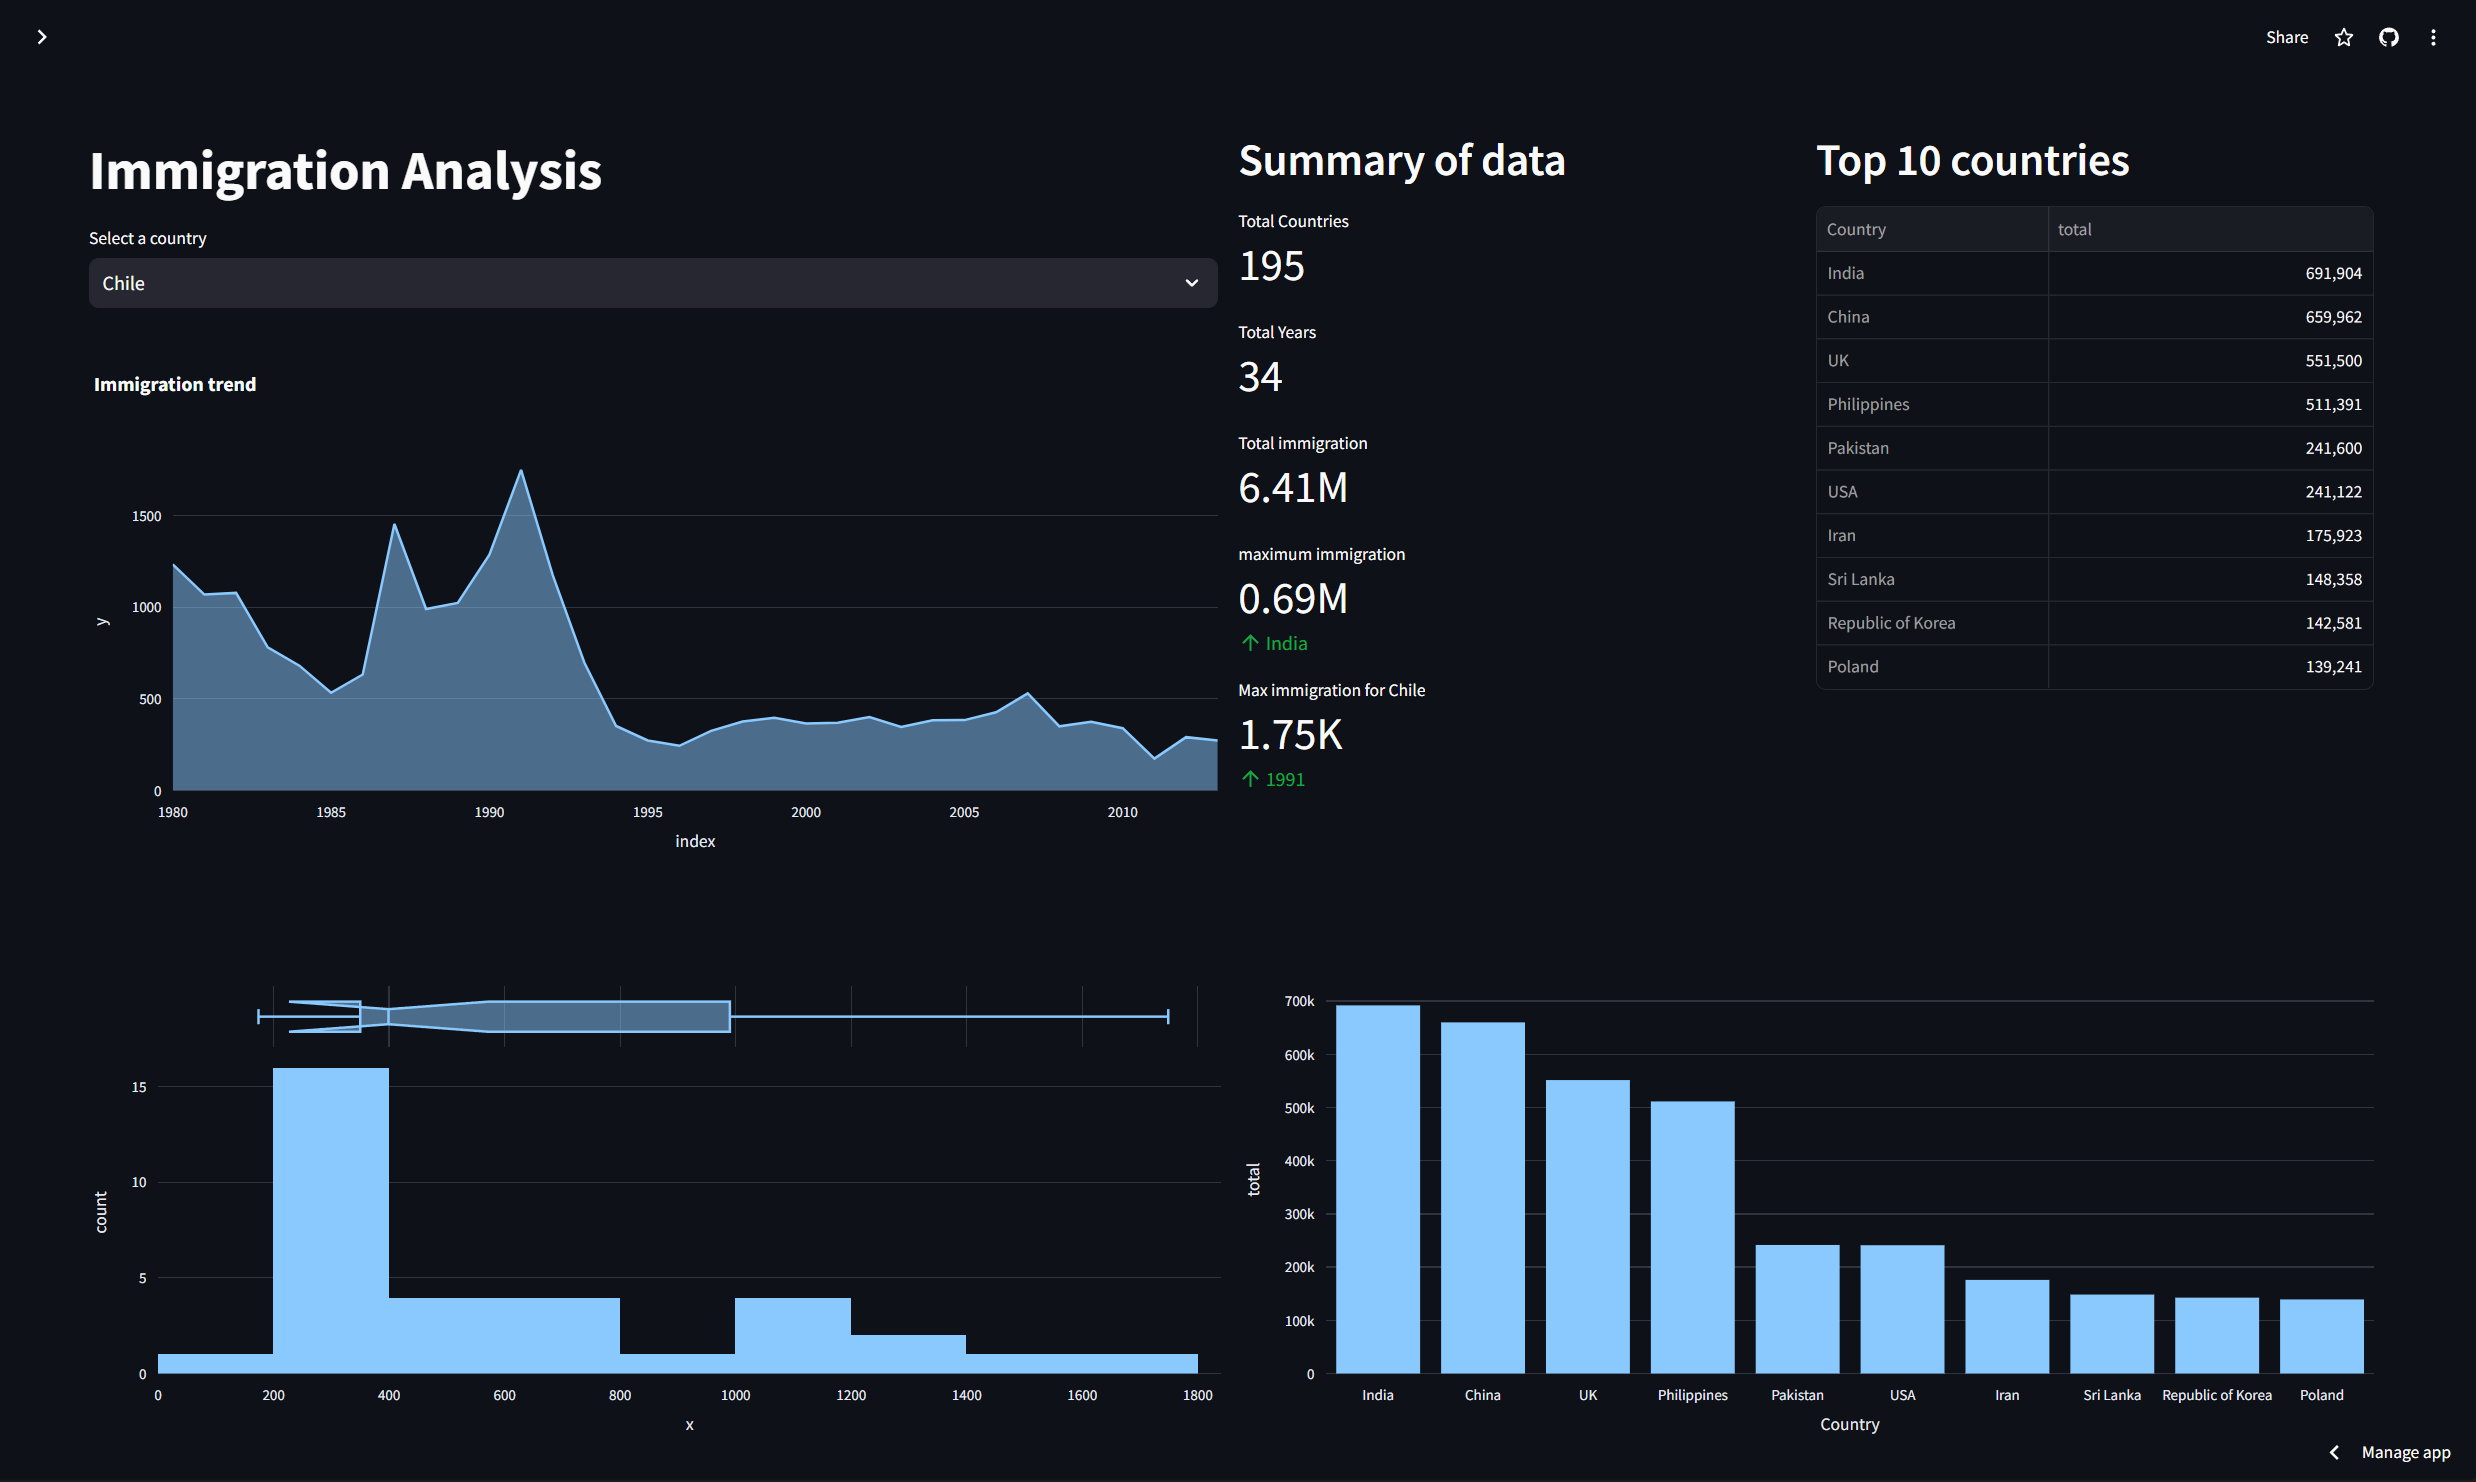 Share
Immigration Analysis
Select a country
Chile
Immigration trend
1500
1000
500
0
y
1980 1985 1990 1995 2000 2005 2010
index
Summary of data
Total Countries
195
Total Years
34
Total immigration
6.41M
maximum immigration
0.69M
India
Max immigration for Chile
1.75K
1991
Top 10 countries
Country total
India 691,904
China 659,962
UK 551,500
Philippines 511,391
Pakistan 241,600
USA 241,122
Iran 175,923
Sri Lanka 148,358
Republic of Korea 142,581
Poland 139,241
15
10
5
0
count
0 200 400 600 800 1000 1200 1400 1600 1800
x
700k
600k
500k
400k
300k
200k
100k
0
total
India China UK Philippines Pakistan USA Iran Sri Lanka Republic of Korea Poland
Country
Manage app